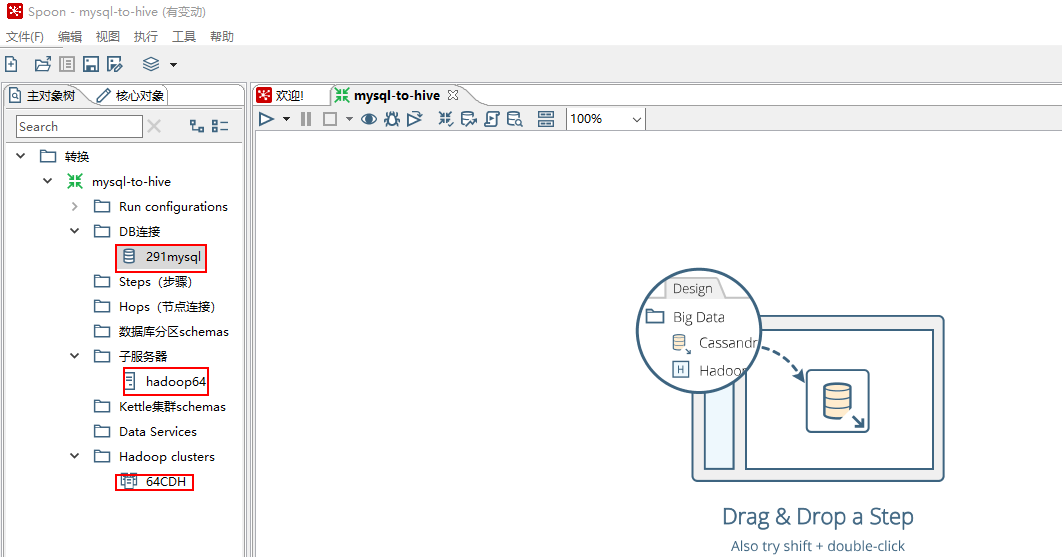 Spoon - mysql-to-hive (有变动)
文件(F) 编辑 视图 执行 工具 帮助
主对象树 核心对象
欢迎! mysql-to-hive
Search
100%
转换
mysql-to-hive
Run configurations
DB连接
291mysql
Steps (步骤)
Hops (节点连接)
数据库分区schemas
子服务器
hadoop64
Kettle集群schemas
Data Services
Hadoop clusters
64CDH
Design
Big Data
Cassandr
H Hadoop
Drag & Drop a Step
Also try shift + double-click